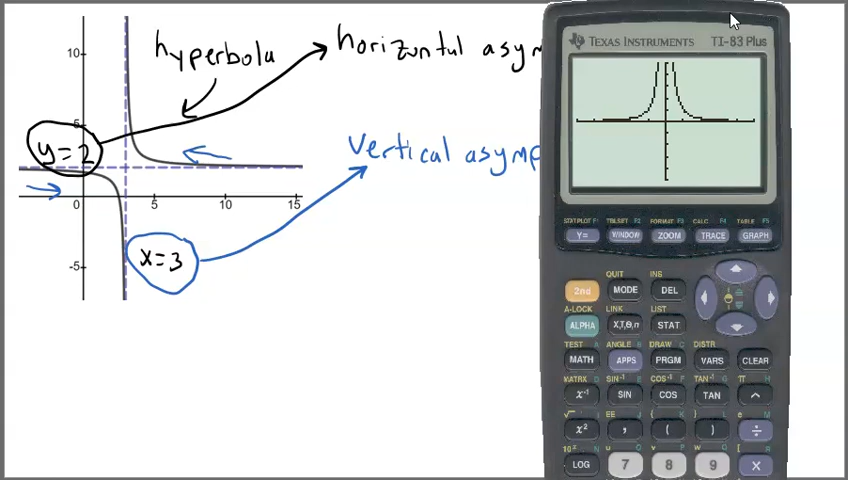 hyperbola
horizontal asym
y=2
vertical asymp
x=3
10
5
0
5
10
15
-5
TEXAS INSTRUMENTS TI-83 Plus
STAT PLOT F1 TBLSET F2 FORMAT F3 CALC F4 TABLE F5
Y= WINDOW ZOOM TRACE GRAPH
QUIT INS
2nd MODE DEL
A-LOCK LINK LIST
ALPHA X,T,Θ,n STAT
TEST A ANGLE B DRAW C DISTR
MATH APPS PRGM VARS CLEAR
MATRX D SIN-1 E COS-1 F TAN-1 G π H
x-1 SIN COS TAN ^
√ I EE J { K } L e M
x² , ( ) ÷
10x N u O v P w Q [ R
LOG 7 8 9 ×